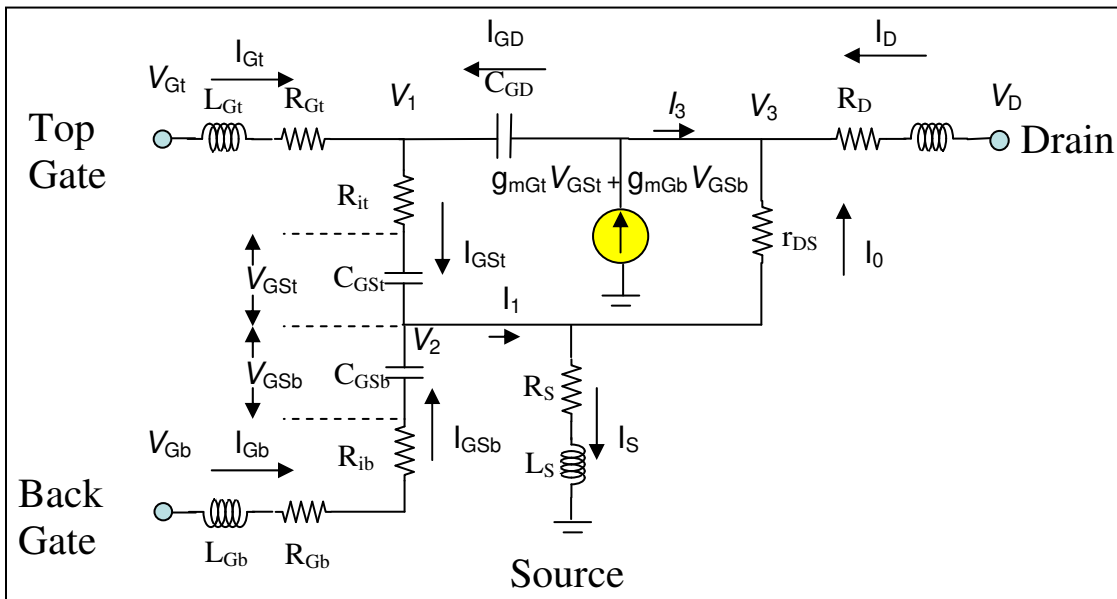 I_GD
I_D
I_Gt
V_Gt
C_GD
L_Gt
R_Gt
V_1
I_3
V_3
R_D
V_D
Top
Gate
Drain
g_mGt V_GSt + g_mGb V_GSb
R_it
r_DS
I_GSt
I_0
V_GSt
C_GSt
I_1
V_2
V_GSb
C_GSb
R_S
V_Gb
I_Gb
I_GSb
I_S
R_ib
L_S
Back
Gate
L_Gb
R_Gb
Source